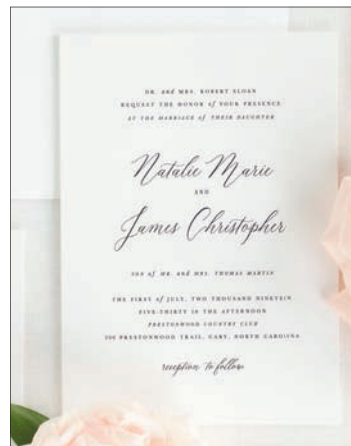 DR. and MRS. ROBERT SLOAN
REQUEST THE HONOR of YOUR PRESENCE
AT THE MARRIAGE of THEIR DAUGHTER
Natalie Marie
AND
James Christopher
SON of MR. and MRS. THOMAS MARTIN
THE FIRST of JULY, TWO THOUSAND NINETEEN
FIVE-THIRTY IN THE AFTERNOON
PRESTONWOOD COUNTRY CLUB
300 PRESTONWOOD TRAIL, CARY, NORTH CAROLINA
reception to follow